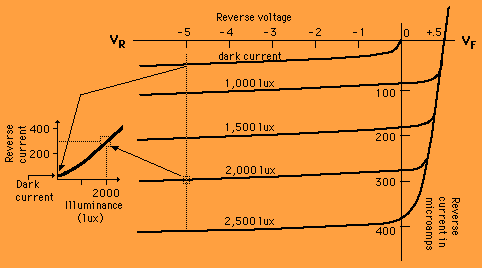 Reverse voltage
VR -5 -4 -3 -2 -1 0 +.5 VF
dark current
1,000 lux
100
1,500 lux
200
2,000 lux
300
2,500 lux
400
Reverse
current in
microamps
Reverse
current
400
200
Dark
current
2000
Illuminance
(lux)